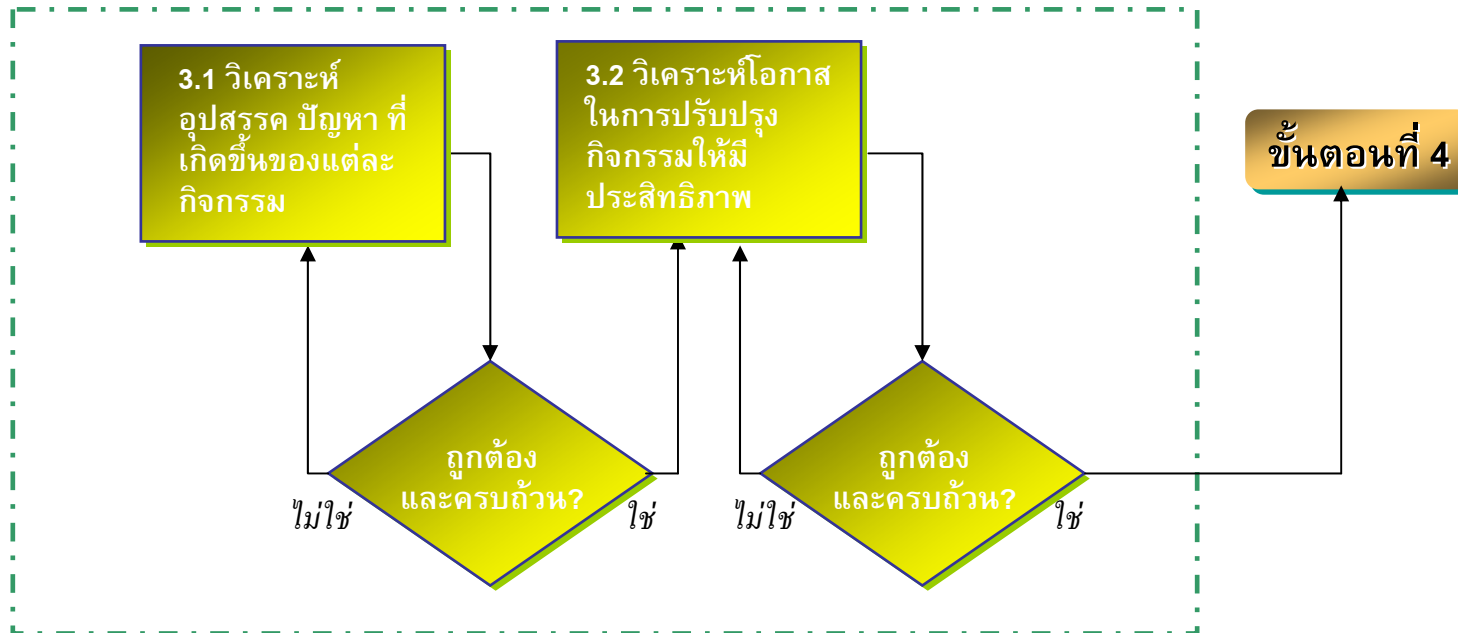 3.1 วิเคราะห์
อุปสรรค ปัญหา ที่
เกิดขึ้นของแต่ละ
กิจกรรม
3.2 วิเคราะห์โอกาส
ในการปรับปรุง
กิจกรรมให้มี
ประสิทธิภาพ
ขั้นตอนที่ 4
ถูกต้อง
และครบถ้วน?
ไม่ใช่
ใช่
ถูกต้อง
และครบถ้วน?
ไม่ใช่
ใช่